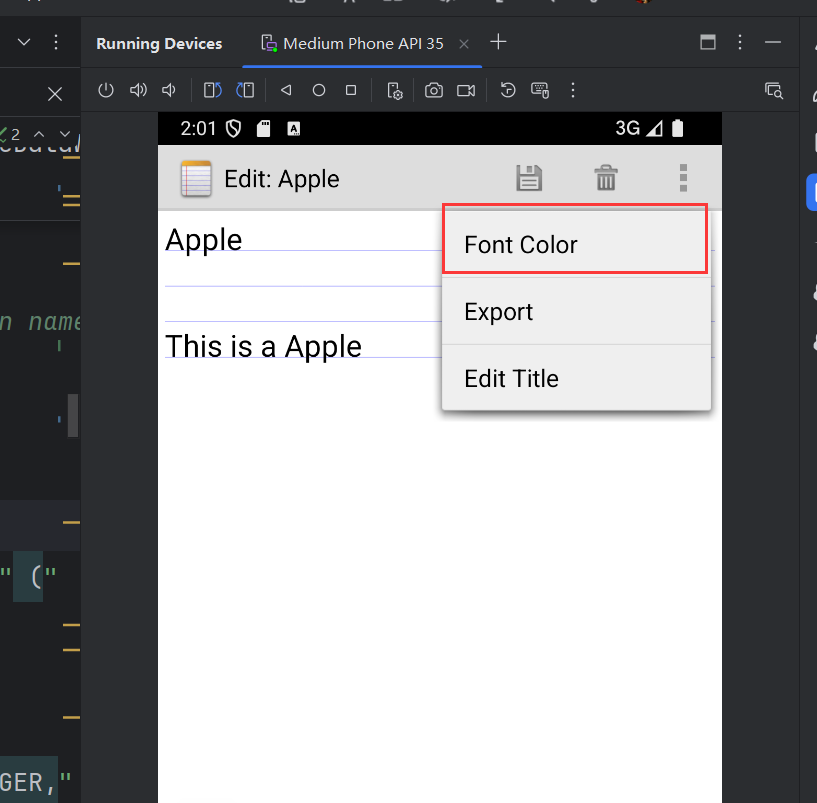 Running Devices
Medium Phone API 35
2
2:01
A
3G
Edit: Apple
Apple
Font Color
Export
This is a Apple
Edit Title
n name
'
'
" ("
GER,"